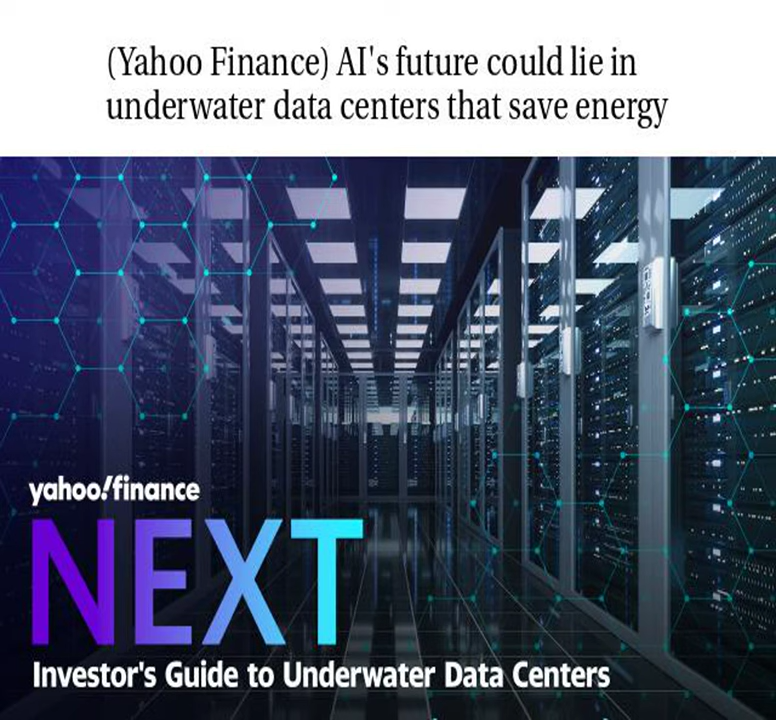 (Yahoo Finance) AI's future could lie in
underwater data centers that save energy
yahoo!finance
NEXT
Investor's Guide to Underwater Data Centers